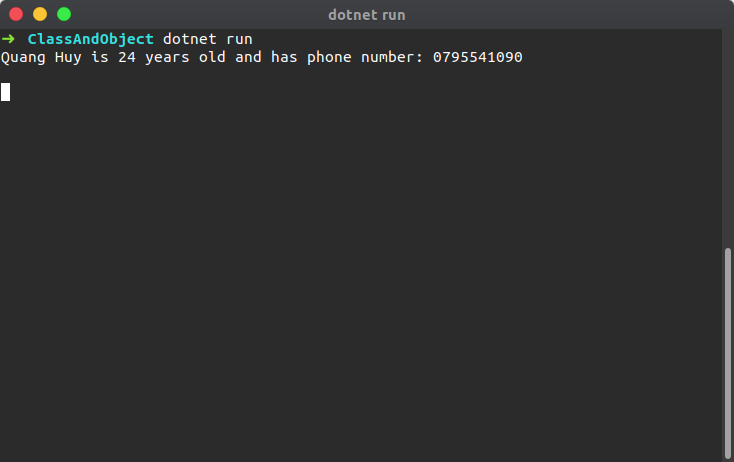 dotnet run
➜ ClassAndObject dotnet run
Quang Huy is 24 years old and has phone number: 0795541090